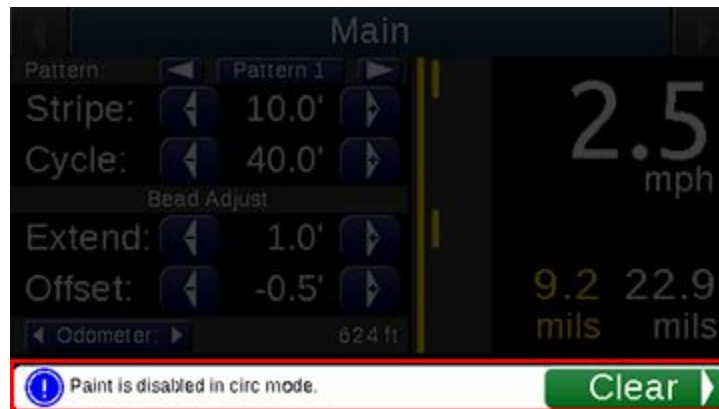 Main
Pattern: Pattern 1
Stripe: 10.0'
Cycle: 40.0'
Bead Adjust
Extend: 1.0'
Offset: -0.5'
Odometer: 624 ft
2.5
mph
9.2 22.9
mils mils
Paint is disabled in circ mode. Clear